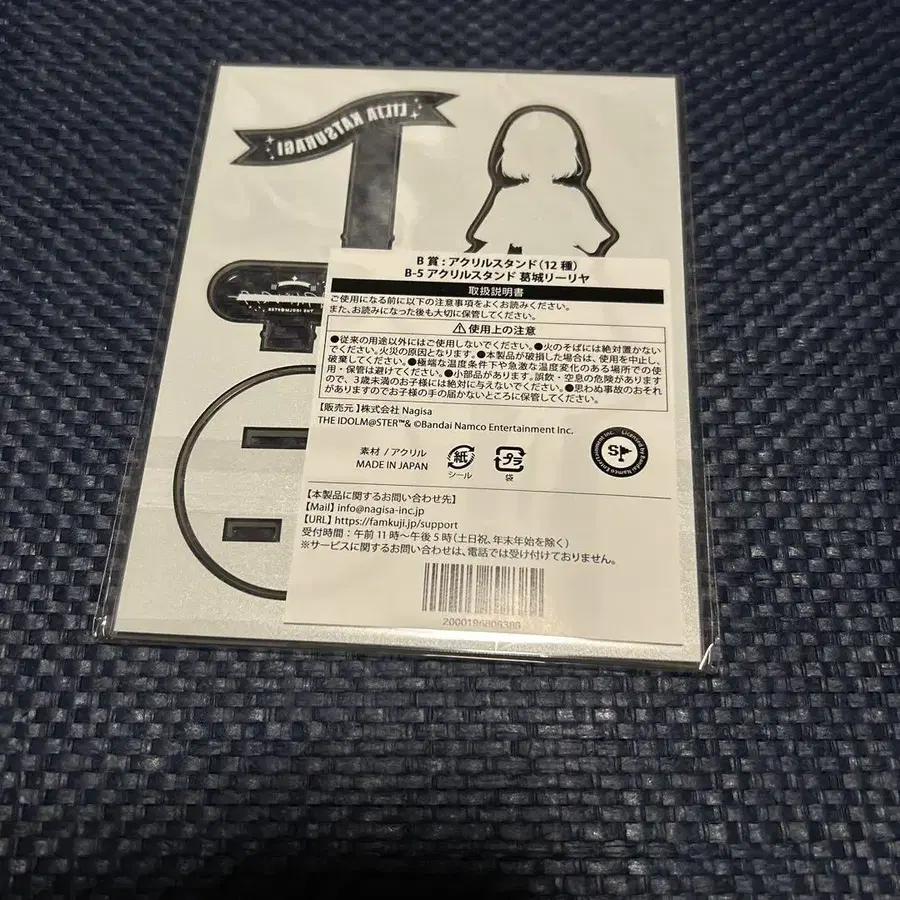 LILJA KATSURAGI
B賞：アクリルスタンド（12種）
B-5 アクリルスタンド 葛城リーリヤ
取扱説明書
ご使用になる前に以下の注意事項をよくお読みください。
また、お読みになった後も大切に保管してください。
⚠使用上の注意
●従来の用途以外にはご使用しないでください。●火のそばには絶対置かない
でください。火災の原因となります。●本製品が破損した場合は、使用を中止し、
破棄してください。●極端な温度条件下や急激な温度変化のある場所での使
用・保管は避けてください。●小部品があります。誤飲・窒息の危険があります
ので、3歳未満のお子様には絶対に与えないでください。●思わぬ事故のおそれ
がありますのでお子様の手の届かないところに保管してください。
【販売元】株式会社 Nagisa
THE IDOLM@STER™& ©Bandai Namco Entertainment Inc.
素材 / アクリル
MADE IN JAPAN
紙
シール
プラ
袋
Licensed by Bandai Namco Entertainment Inc.
SP
【本製品に関するお問い合わせ先】
【Mail】info@nagisa-inc.jp
【URL】https://famkuji.jp/support
受付時間：午前11時～午後5時（土日祝、年末年始を除く）
※サービスに関するお問い合わせは、電話では受け付けておりません。
2000196806386